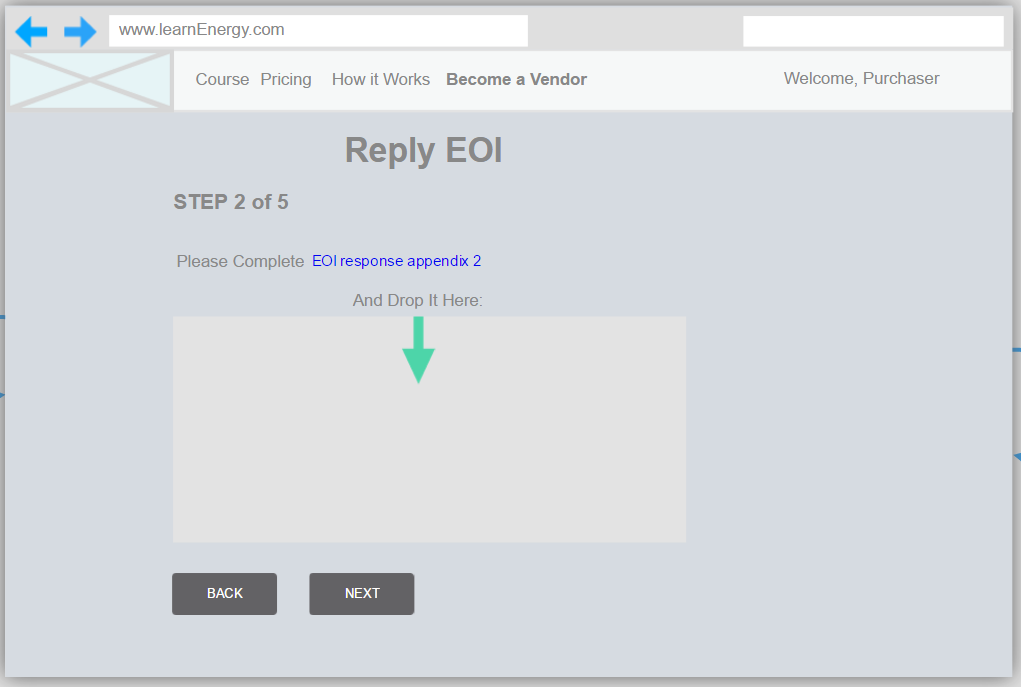 www.learnEnergy.com
Course Pricing How it Works Become a Vendor Welcome, Purchaser
Reply EOI
STEP 2 of 5
Please Complete EOI response appendix 2
And Drop It Here:
BACK NEXT